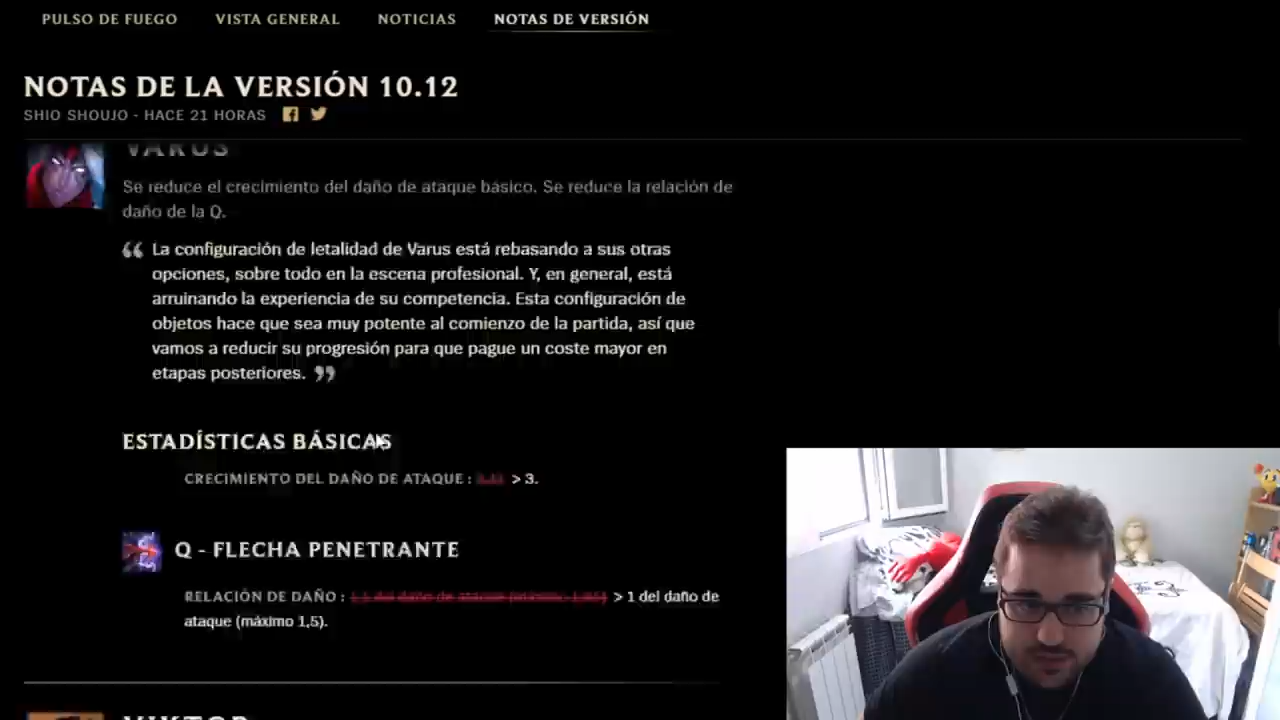 PULSO DE FUEGO VISTA GENERAL NOTICIAS NOTAS DE VERSIÓN
NOTAS DE LA VERSIÓN 10.12
SHIO SHOUJO - HACE 21 HORAS
VARUS
Se reduce el crecimiento del daño de ataque básico. Se reduce la relación de
daño de la Q.
“ La configuración de letalidad de Varus está rebasando a sus otras
opciones, sobre todo en la escena profesional. Y, en general, está
arruinando la experiencia de su competencia. Esta configuración de
objetos hace que sea muy potente al comienzo de la partida, así que
vamos a reducir su progresión para que pague un coste mayor en
etapas posteriores. ”
ESTADÍSTICAS BÁSICAS
CRECIMIENTO DEL DAÑO DE ATAQUE : > 3.
Q - FLECHA PENETRANTE
RELACIÓN DE DAÑO : del daño de ataque > 1 del daño de
ataque (máximo 1,5).
VIKTOR